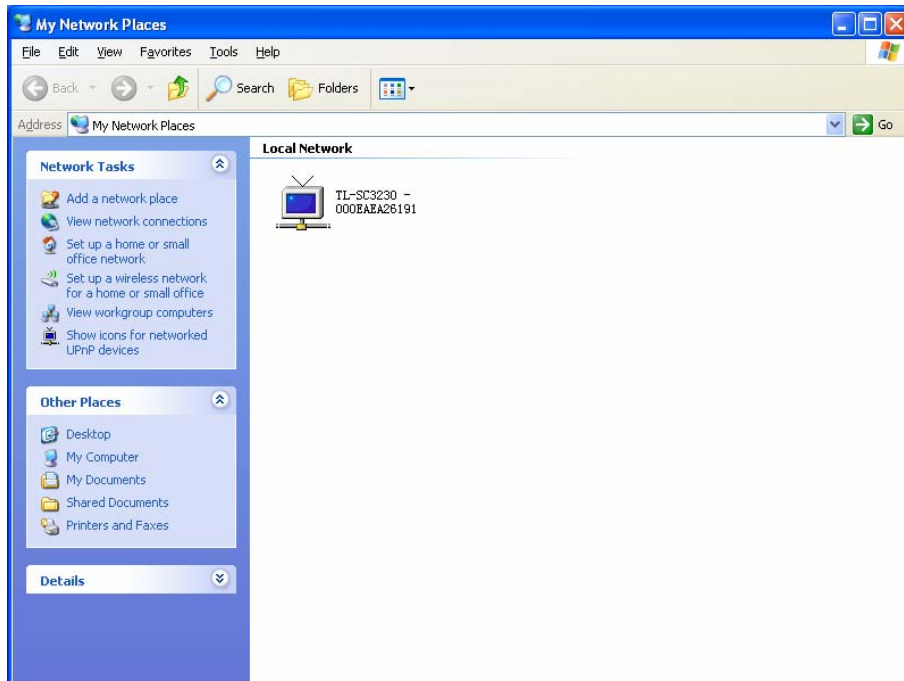 My Network Places
File Edit View Favorites Tools Help
Back Search Folders
Address My Network Places Go
Network Tasks
Add a network place
View network connections
Set up a home or small
office network
Set up a wireless network
for a home or small office
View workgroup computers
Show icons for networked
UPnP devices
Other Places
Desktop
My Computer
My Documents
Shared Documents
Printers and Faxes
Details
Local Network
TL-SC3230 -
000EAEA26191